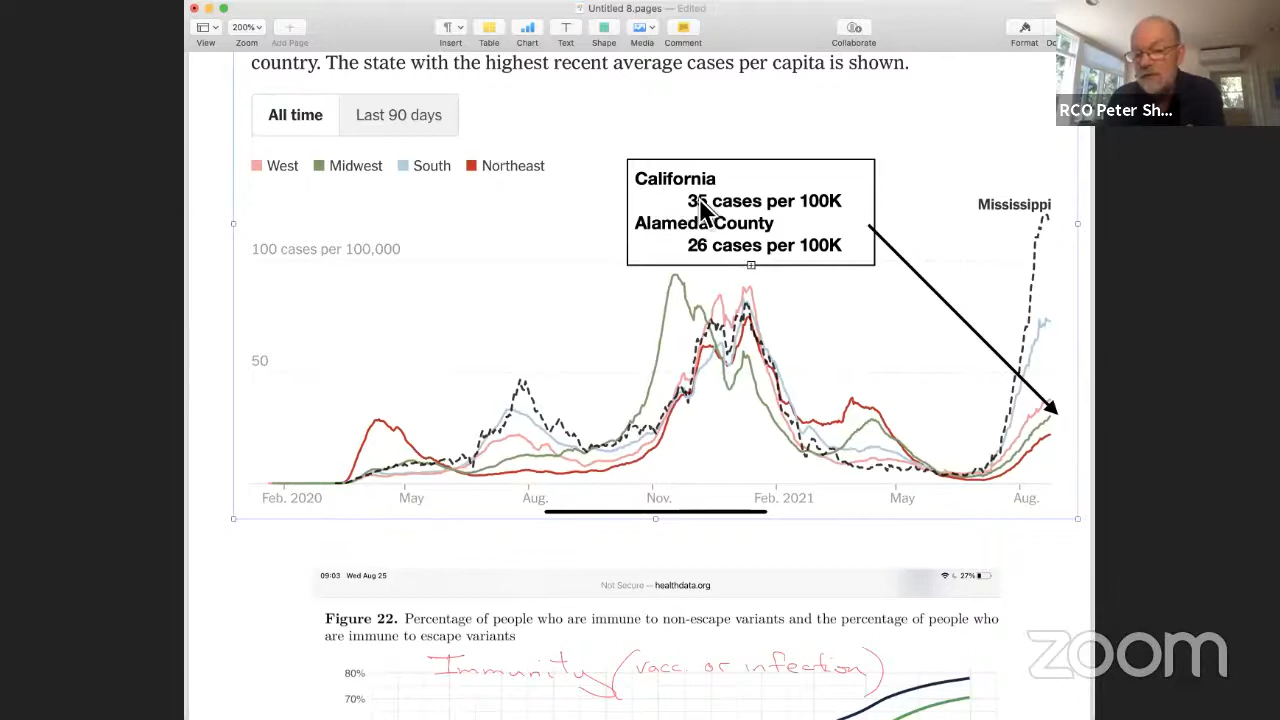 Untitled 8.pages — Edited
200%
View
Zoom
Add Page
Insert
Table
Chart
Text
Shape
Media
Comment
Collaborate
Format
Do
country. The state with the highest recent average cases per capita is shown.
All time
Last 90 days
West
Midwest
South
Northeast
California
35 cases per 100K
Alameda County
26 cases per 100K
Mississippi
100 cases per 100,000
50
Feb. 2020
May
Aug.
Nov.
Feb. 2021
May
Aug.
RCO Peter Sh...
09:03 Wed Aug 25
Not Secure — healthdata.org
27%
Figure 22. Percentage of people who are immune to non-escape variants and the percentage of people who
are immune to escape variants
Immunity (vacc. or infection)
80%
70%
zoom